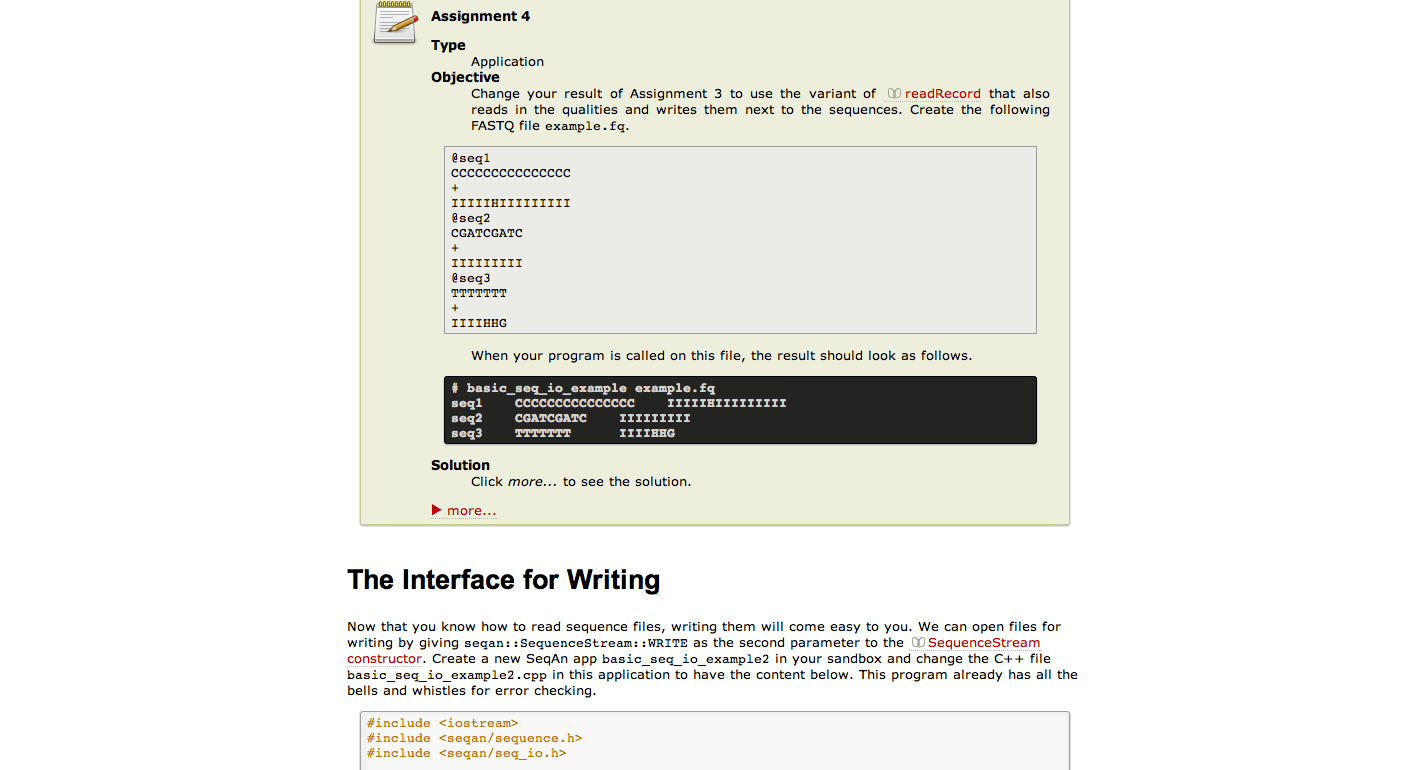 Assignment 4
Type
Application
Objective
Change your result of Assignment 3 to use the variant of readRecord that also
reads in the qualities and writes them next to the sequences. Create the following
FASTQ file example.fq.
@seq1
CCCCCCCCCCCCCCC
+
IIIIIHIIIIIIIII
@seq2
CGATCGATC
+
IIIIIIIII
@seq3
TTTTTTT
+
IIIIHHG
When your program is called on this file, the result should look as follows.
# basic_seq_io_example example.fq
seq1    CCCCCCCCCCCCCCC    IIIIIHIIIIIIIII
seq2    CGATCGATC    IIIIIIIII
seq3    TTTTTTT      IIIIHHG
Solution
Click more... to see the solution.
more...
The Interface for Writing
Now that you know how to read sequence files, writing them will come easy to you. We can open files for
writing by giving seqan::SequenceStream::WRITE as the second parameter to the SequenceStream
constructor. Create a new SeqAn app basic_seq_io_example2 in your sandbox and change the C++ file
basic_seq_io_example2.cpp in this application to have the content below. This program already has all the
bells and whistles for error checking.
#include <iostream>
#include <seqan/sequence.h>
#include <seqan/seq_io.h>